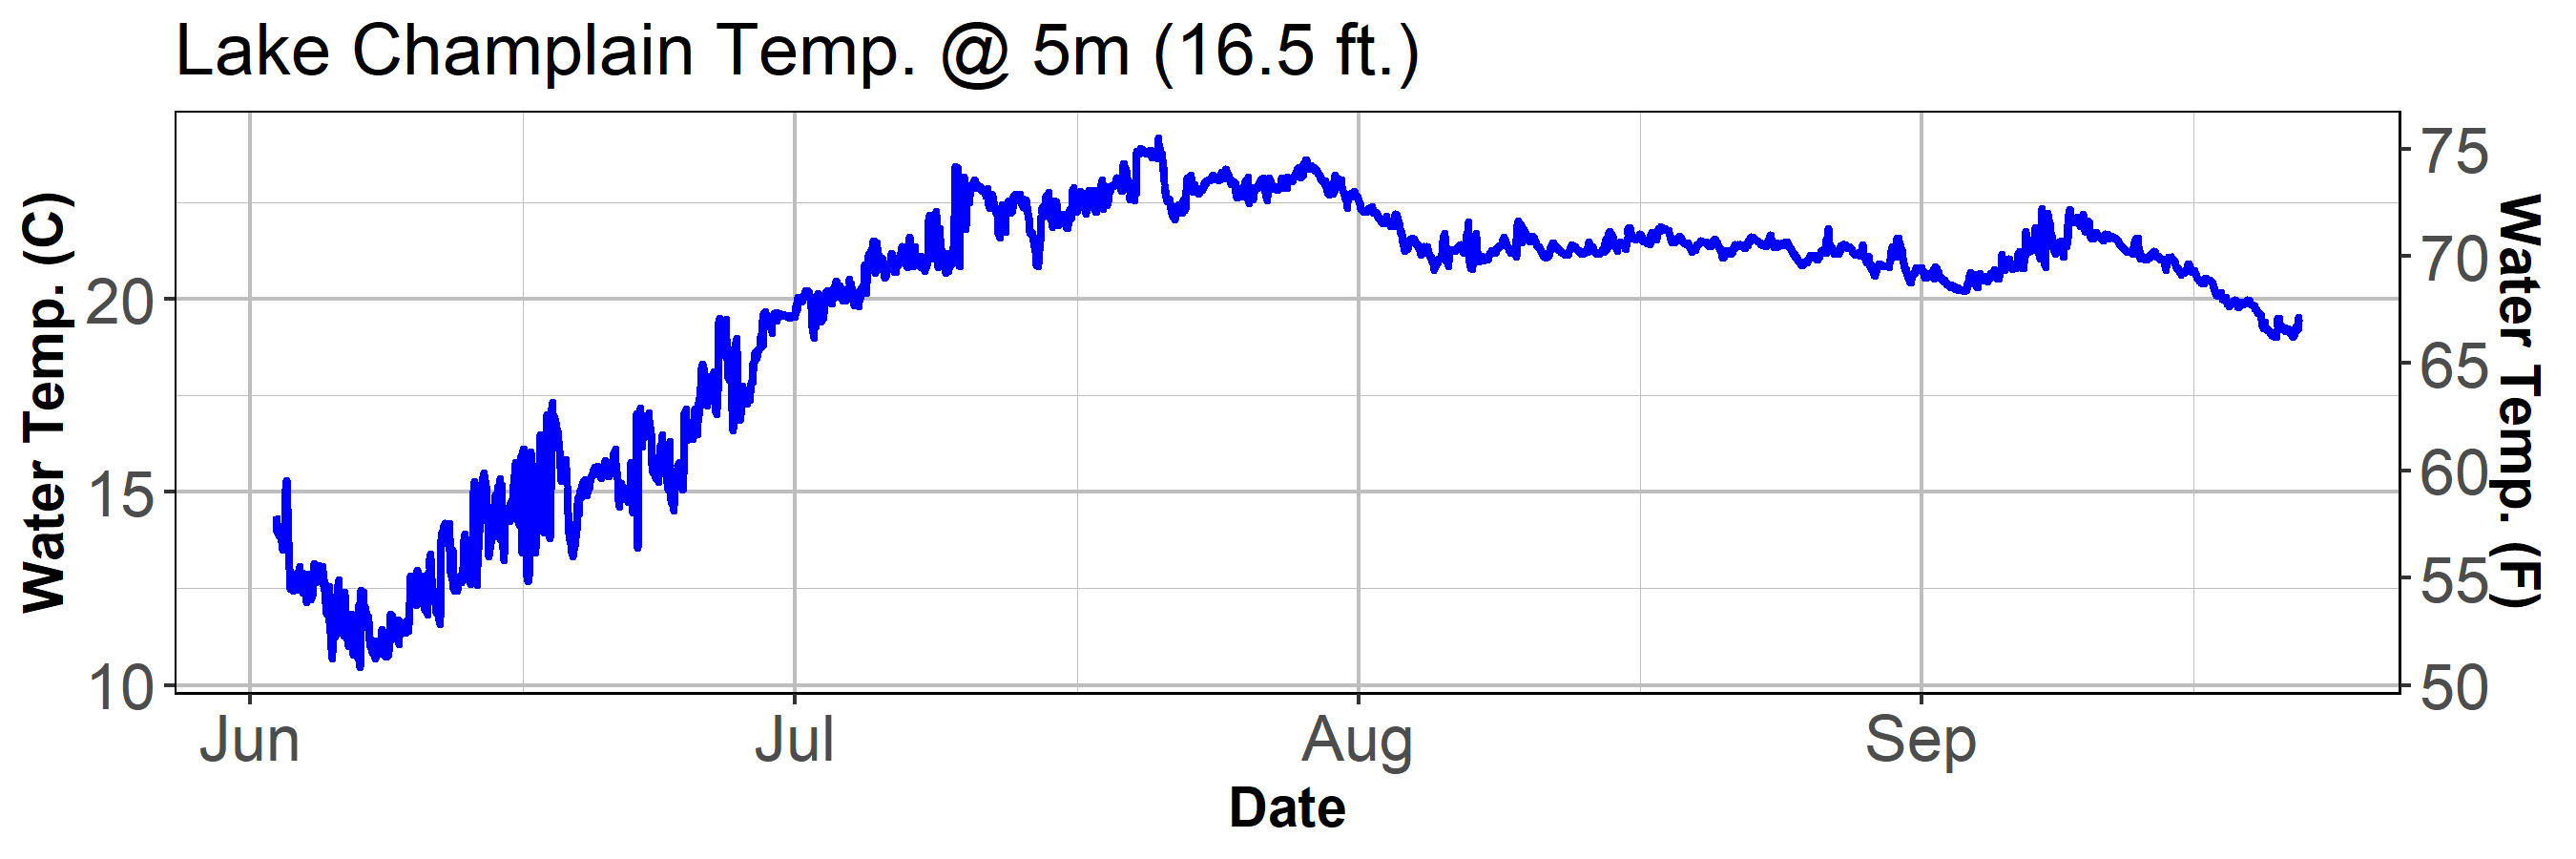 Lake Champlain Temp. @ 5m (16.5 ft.)
Water Temp. (C)
20
15
10
75
70
65
60
55
50
Water Temp. (F)
Jun Jul Aug Sep
Date